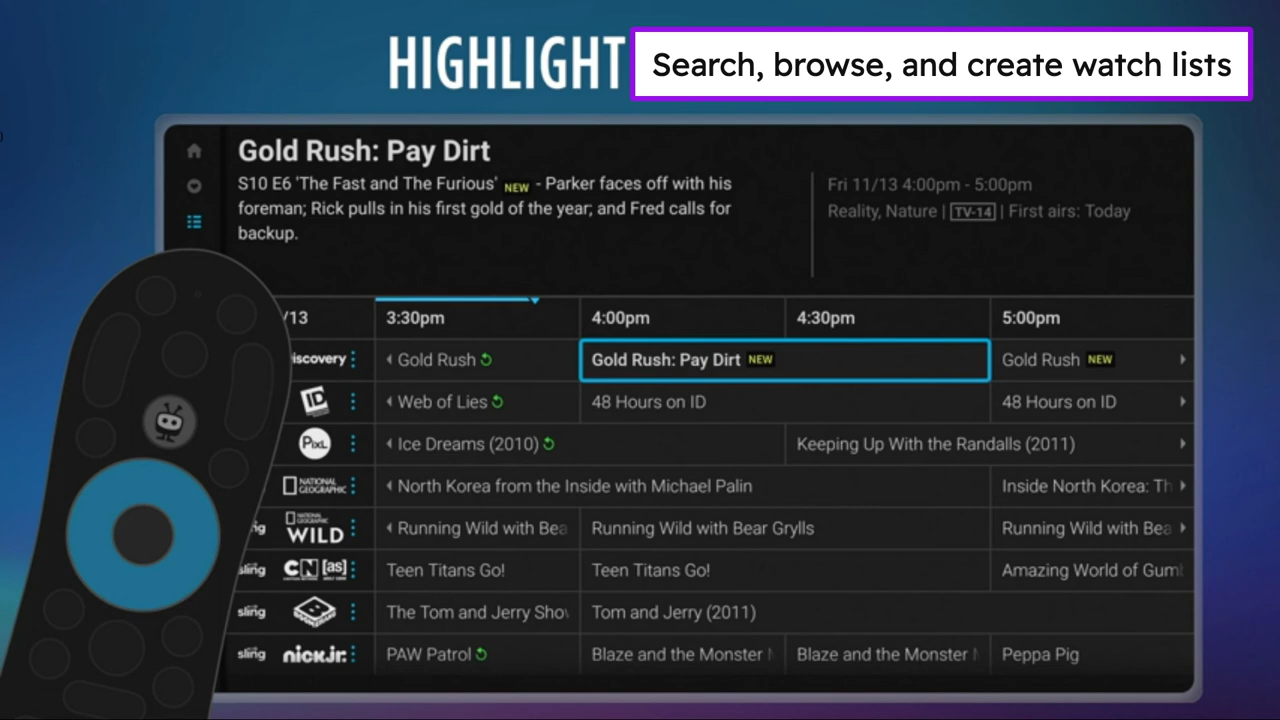 HIGHLIGHT
Search, browse, and create watch lists
Gold Rush: Pay Dirt
S10 E6 'The Fast and The Furious' NEW - Parker faces off with his
foreman; Rick pulls in his first gold of the year; and Fred calls for
backup.
Fri 11/13 4:00pm - 5:00pm
Reality, Nature | TV-14 | First airs: Today
/13 3:30pm 4:00pm 4:30pm 5:00pm
iscovery Gold Rush Gold Rush: Pay Dirt NEW Gold Rush NEW
ID Web of Lies 48 Hours on ID 48 Hours on ID
PixL Ice Dreams (2010) Keeping Up With the Randalls (2011)
NATIONAL GEOGRAPHIC North Korea from the Inside with Michael Palin Inside North Korea: Th
ng NATIONAL GEOGRAPHIC WILD Running Wild with Bea Running Wild with Bear Grylls Running Wild with Bea
sling CN [as] Teen Titans Go! Teen Titans Go! Amazing World of Gum
sling The Tom and Jerry Sho Tom and Jerry (2011)
sling nick jr. PAW Patrol Blaze and the Monster Blaze and the Monster Peppa Pig